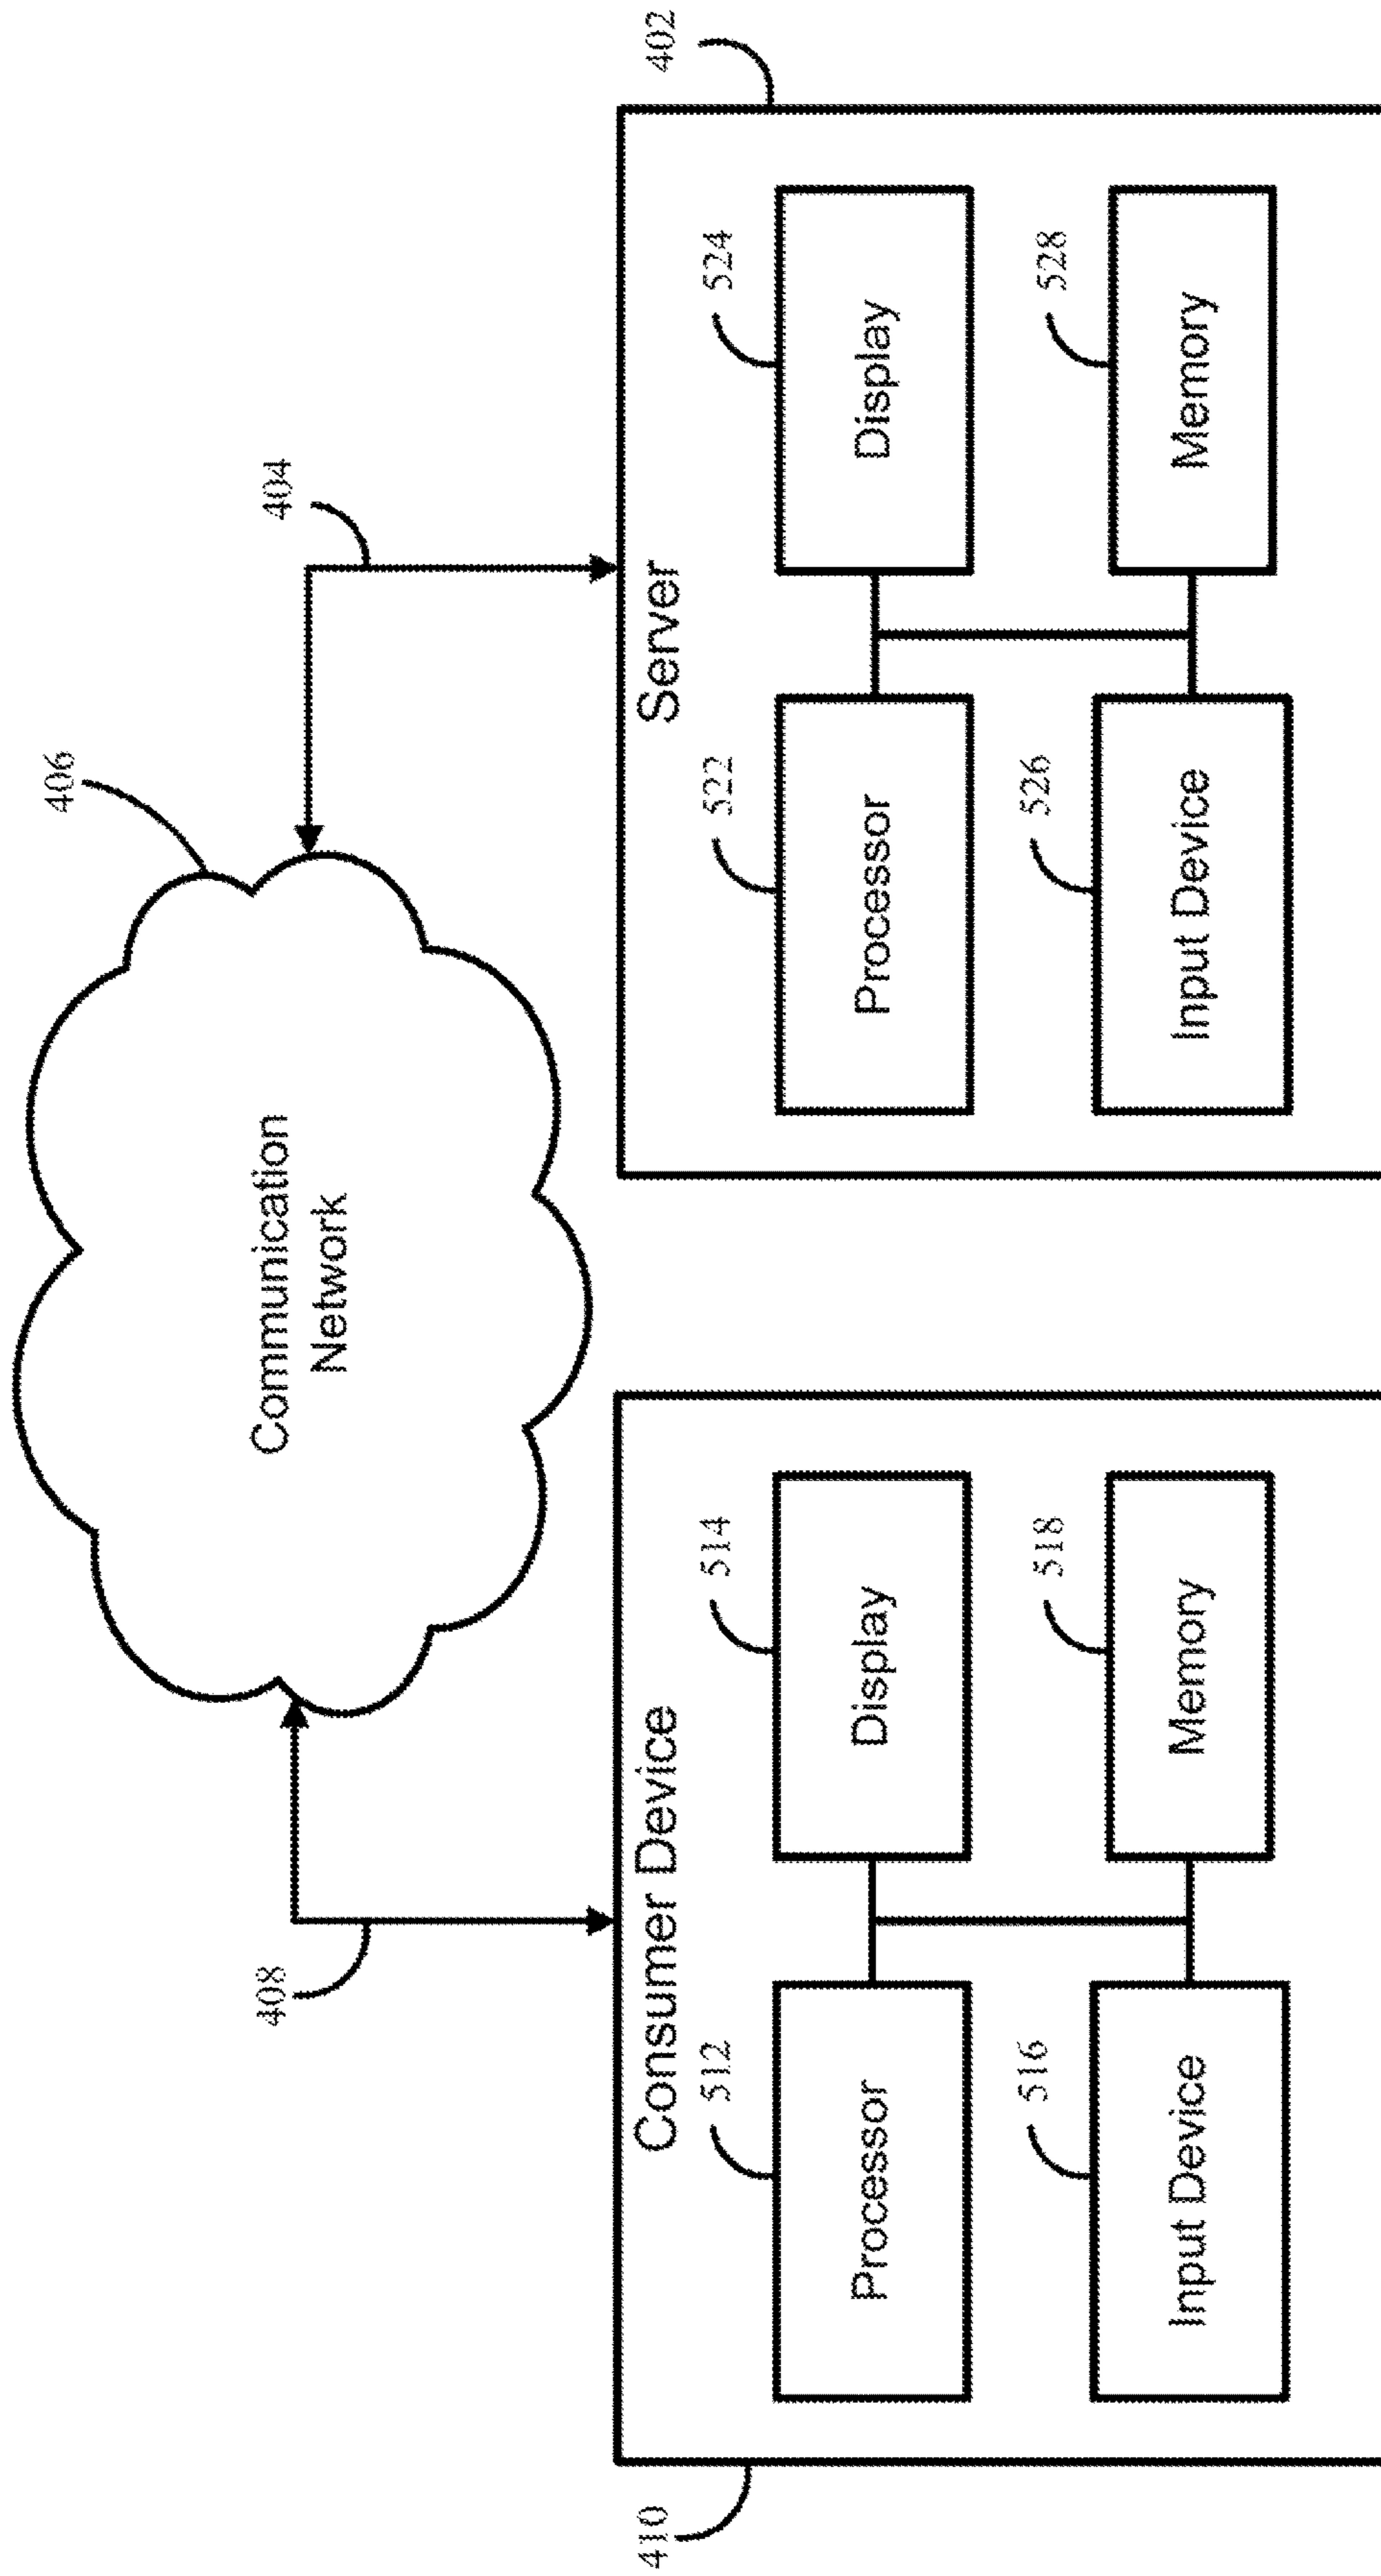 406
Communication
Network
408
404
410
Consumer Device
512
Processor
514
Display
516
Input Device
518
Memory
402
Server
522
Processor
524
Display
526
Input Device
528
Memory